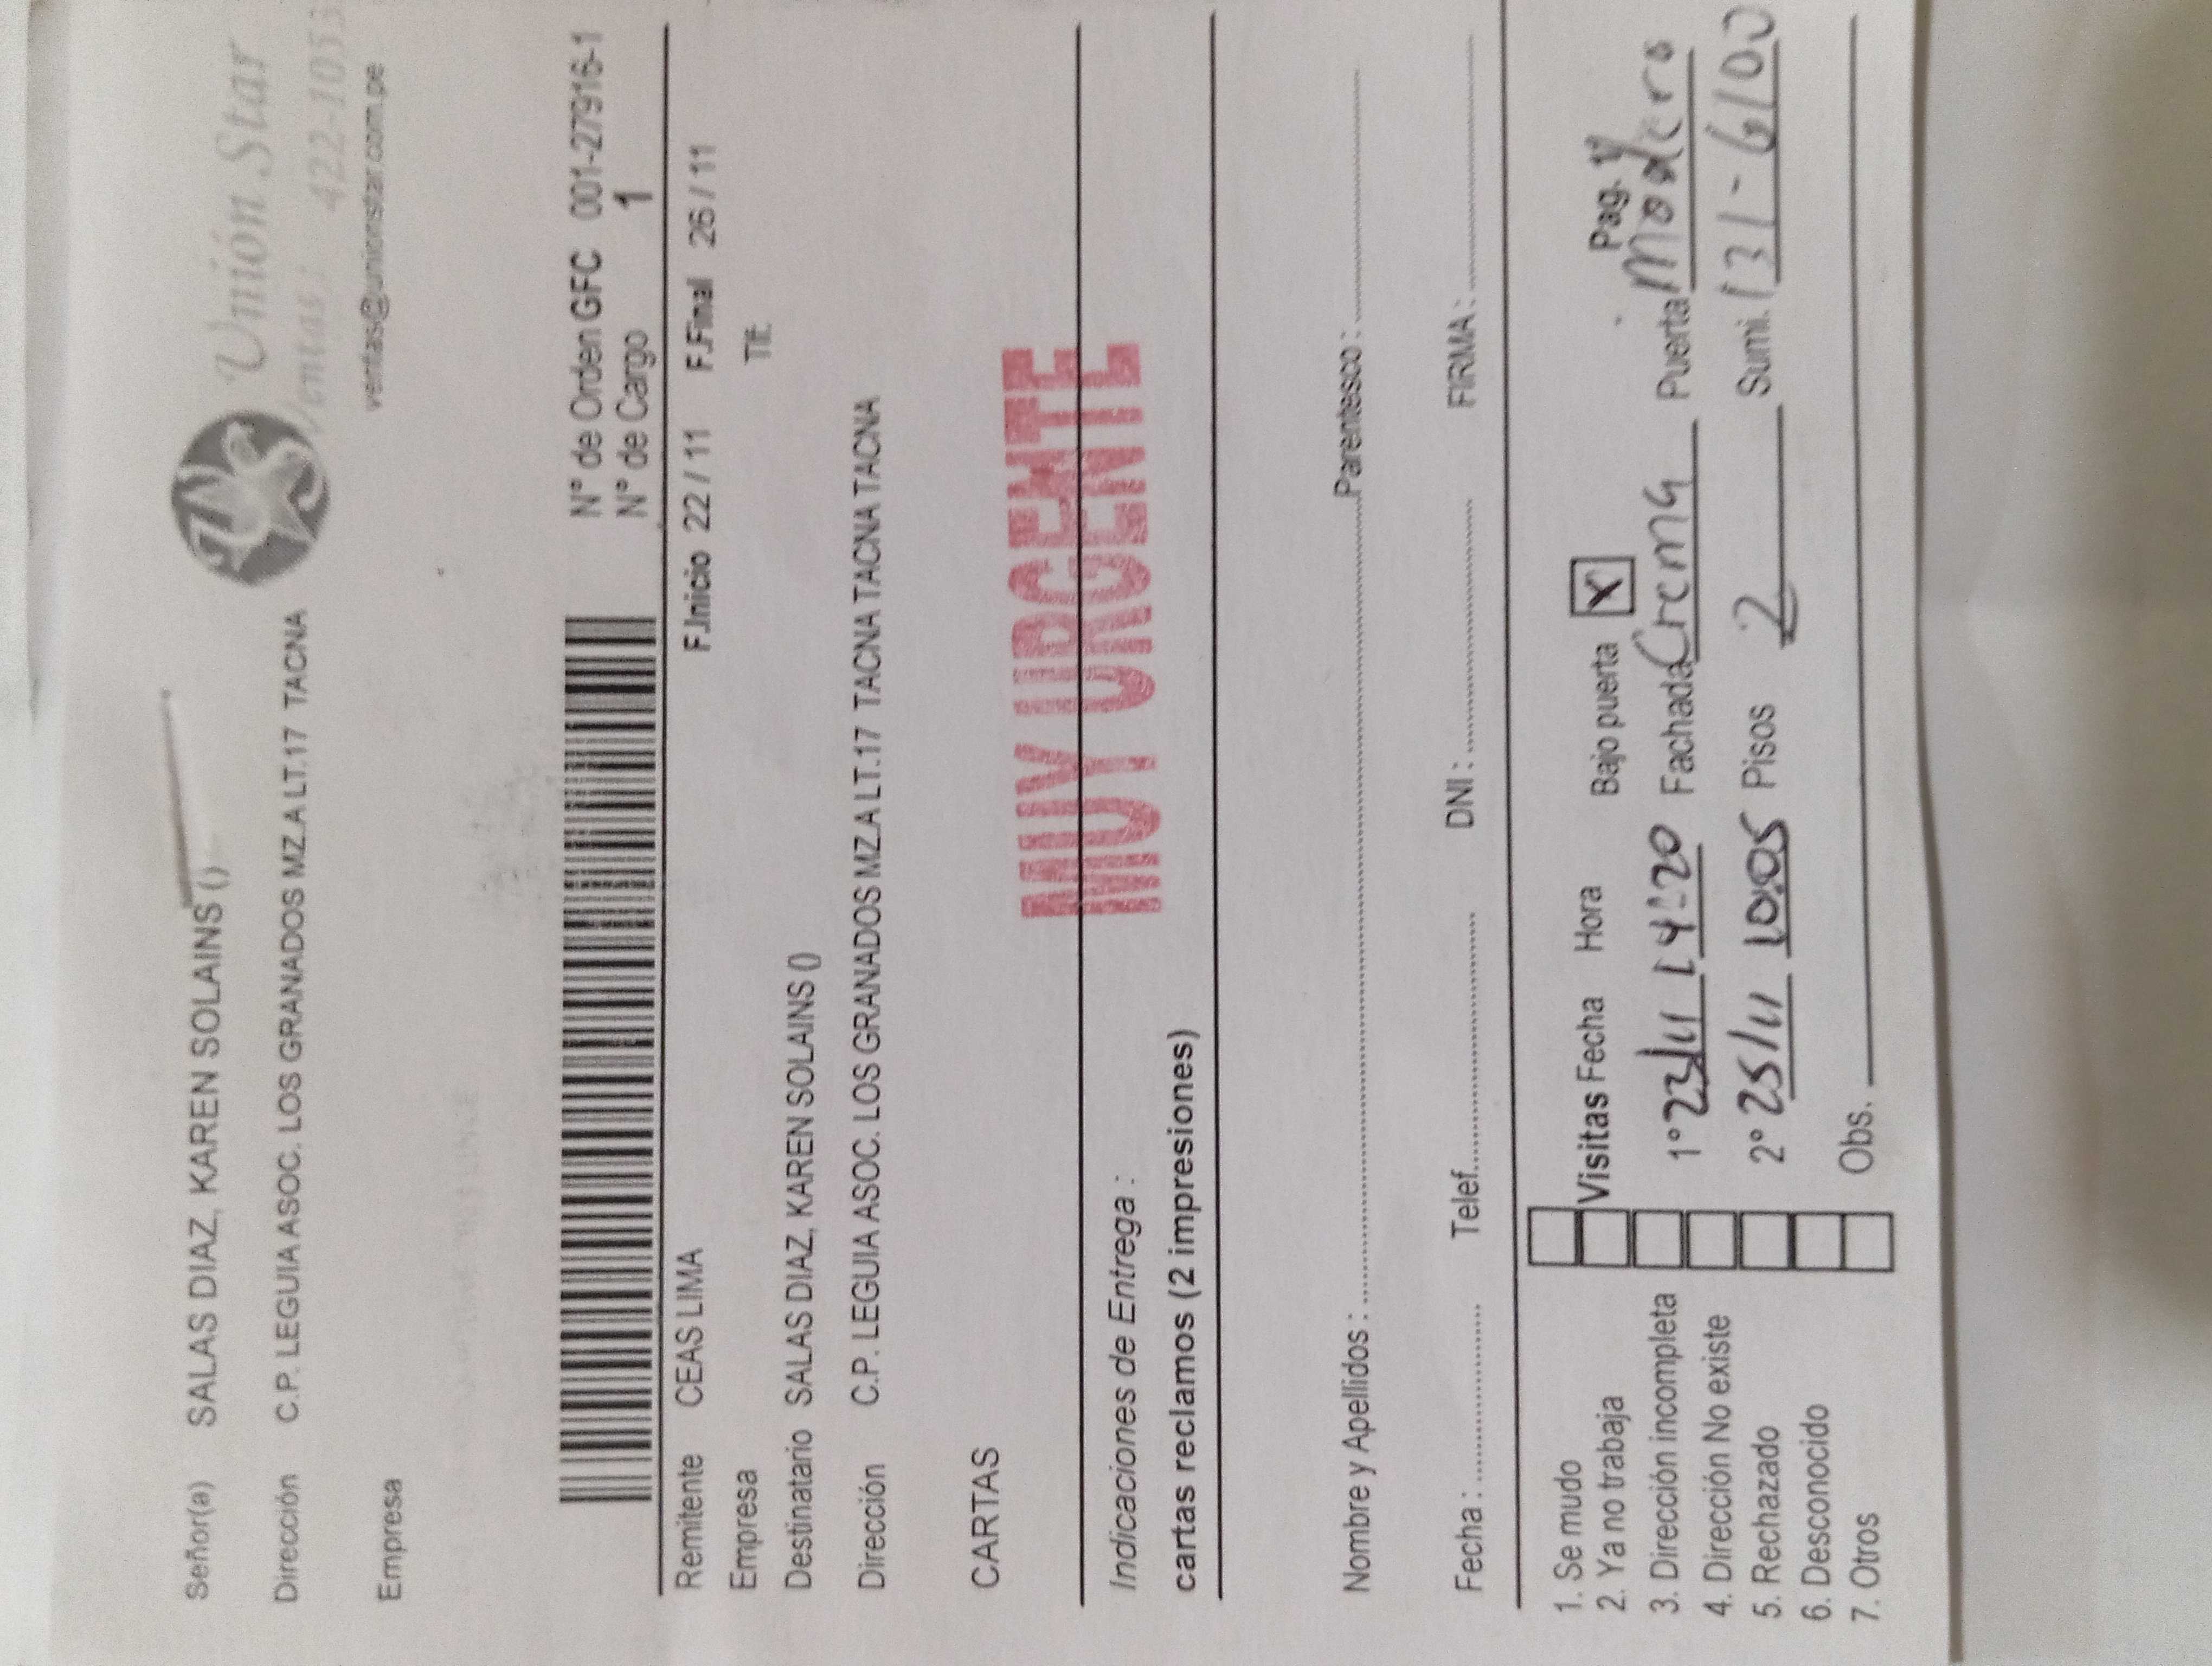 Señor(a) SALAS DIAZ, KAREN SOLAINS ()
Unión Star
Ventas: 422-1053
Dirección C.P. LEGUIA ASOC. LOS GRANADOS MZ.A LT.17 TACNA
ventas@unionstar.com.pe
Empresa
N° de Orden GFC 001-27916-1
N° de Cargo 1
Remitente CEAS LIMA F.Inicio 22 / 11 F.Final 26 / 11
Empresa Tlf.
Destinatario SALAS DIAZ, KAREN SOLAINS ()
Dirección C.P. LEGUIA ASOC. LOS GRANADOS MZ.A LT.17 TACNA TACNA TACNA
CARTAS
MUY URGENTE
Indicaciones de Entrega :
cartas reclamos (2 impresiones)
Nombre y Apellidos : Parentesco :
Fecha : Telef. DNI : FIRMA :
1. Se mudo
2. Ya no trabaja
3. Dirección incompleta
4. Dirección No existe
5. Rechazado
6. Desconocido
7. Otros
Visitas Fecha Hora Bajo puerta X Pag.
1° 23/11 14:20 Fachada Crema Puerta Madera
2° 25/11 10:05 Pisos 2 Sumi.
Obs.